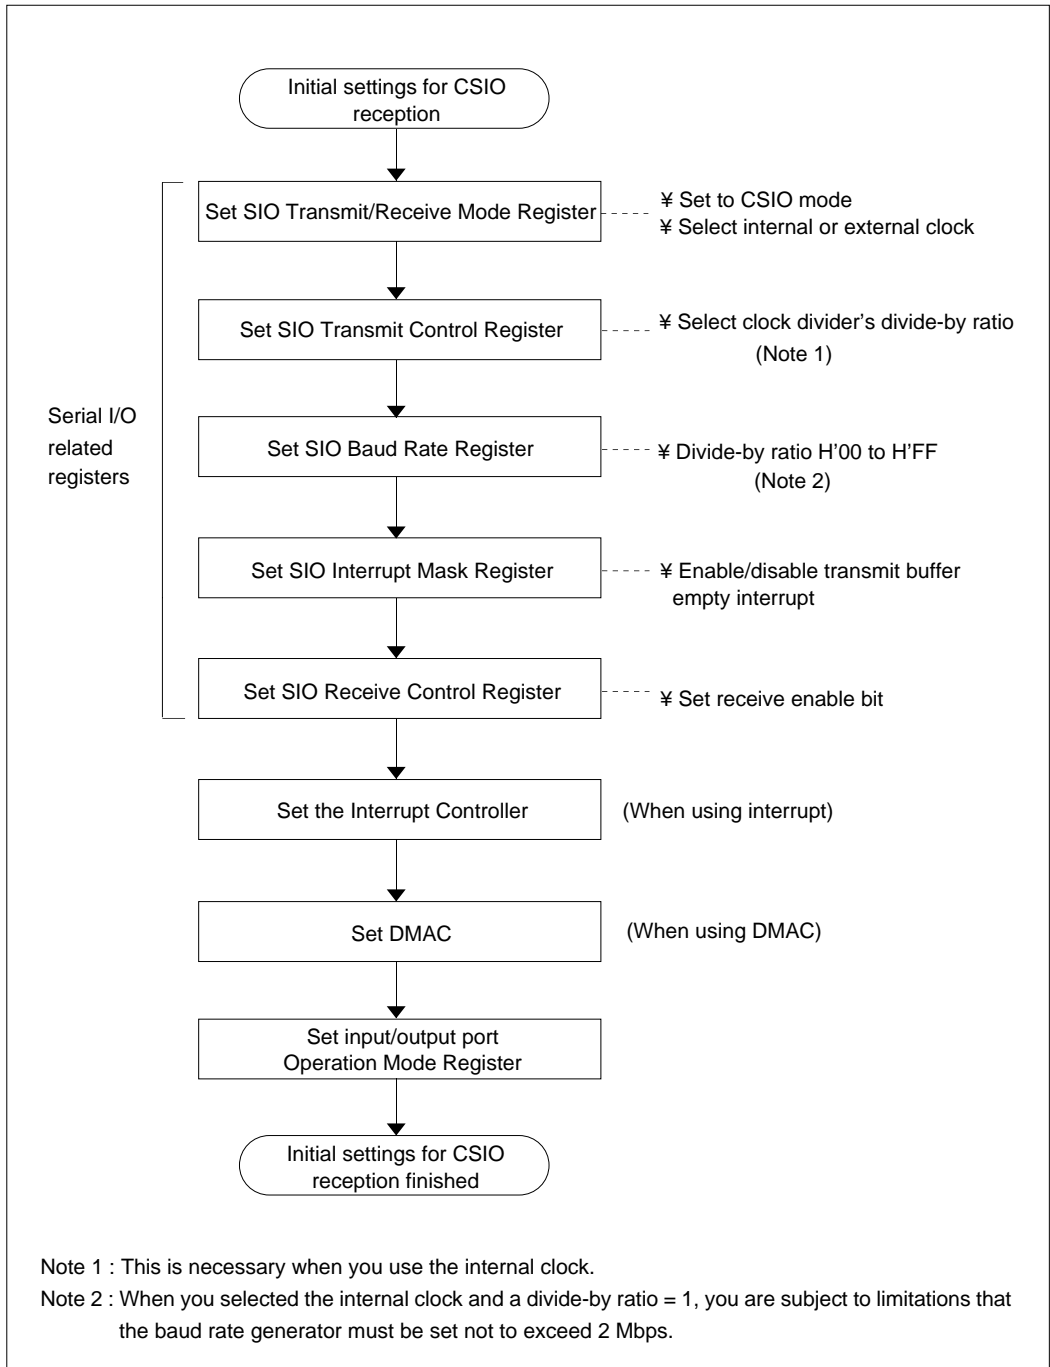 Initial settings for CSIO
reception
Set SIO Transmit/Receive Mode Register
¥ Set to CSIO mode
¥ Select internal or external clock
Set SIO Transmit Control Register
¥ Select clock divider’s divide-by ratio
(Note 1)
Serial I/O
related
registers
Set SIO Baud Rate Register
¥ Divide-by ratio H’00 to H’FF
(Note 2)
Set SIO Interrupt Mask Register
¥ Enable/disable transmit buffer
empty interrupt
Set SIO Receive Control Register
¥ Set receive enable bit
Set the Interrupt Controller
(When using interrupt)
Set DMAC
(When using DMAC)
Set input/output port
Operation Mode Register
Initial settings for CSIO
reception finished
Note 1 : This is necessary when you use the internal clock.
Note 2 : When you selected the internal clock and a divide-by ratio = 1, you are subject to limitations that
the baud rate generator must be set not to exceed 2 Mbps.